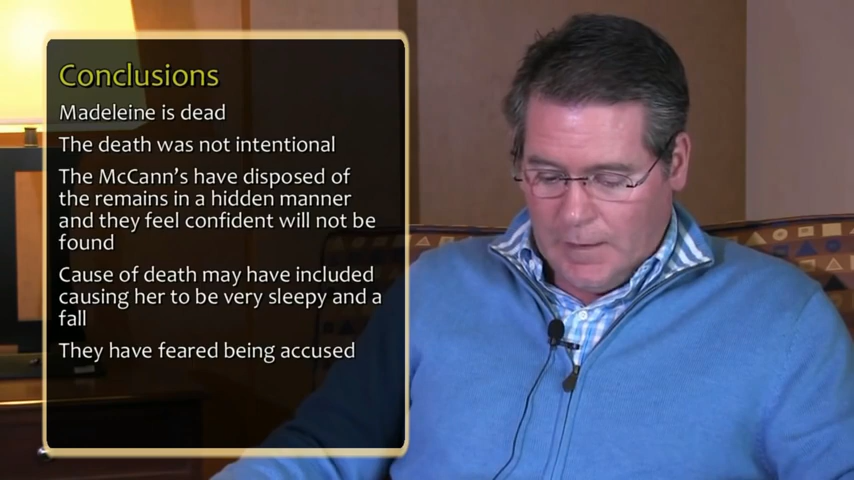 Conclusions
Madeleine is dead
The death was not intentional
The McCann's have disposed of
the remains in a hidden manner
and they feel confident will not be
found
Cause of death may have included
causing her to be very sleepy and a
fall
They have feared being accused